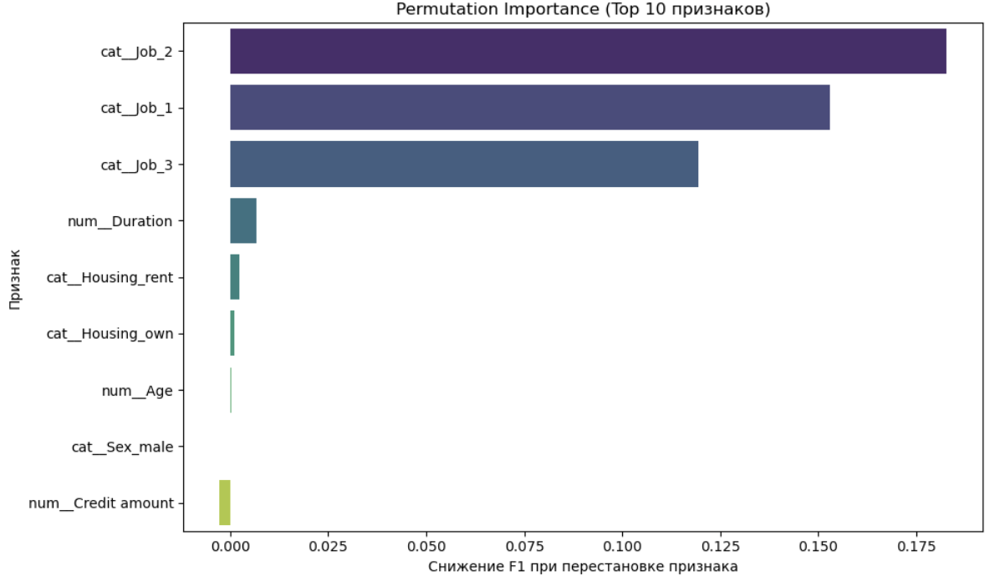 Permutation Importance (Top 10 признаков)
cat__Job_2
cat__Job_1
cat__Job_3
num__Duration
cat__Housing_rent
cat__Housing_own
num__Age
cat__Sex_male
num__Credit amount
Признак
0.000 0.025 0.050 0.075 0.100 0.125 0.150 0.175
Снижение F1 при перестановке признака